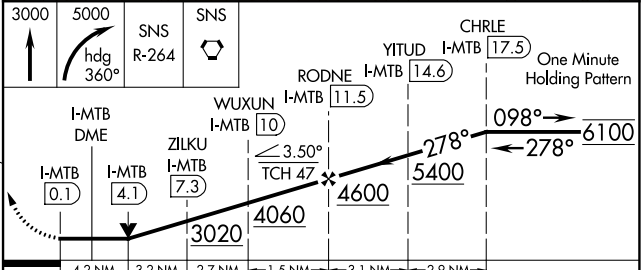 3000
5000
hdg
360°
SNS
R-264
SNS
CHRLE
I-MTB 17.5
YITUD
I-MTB 14.6
One Minute
Holding Pattern
RODNE
I-MTB 11.5
WUXUN
I-MTB 10
I-MTB
DME
ZILKU
I-MTB
7.3
I-MTB
0.1
I-MTB
4.1
3.50°
TCH 47
098°
278°
278°
6100
5400
4600
4060
3020
4.2 NM
3.2 NM
2.7 NM
1.5 NM
3.1 NM
2.9 NM